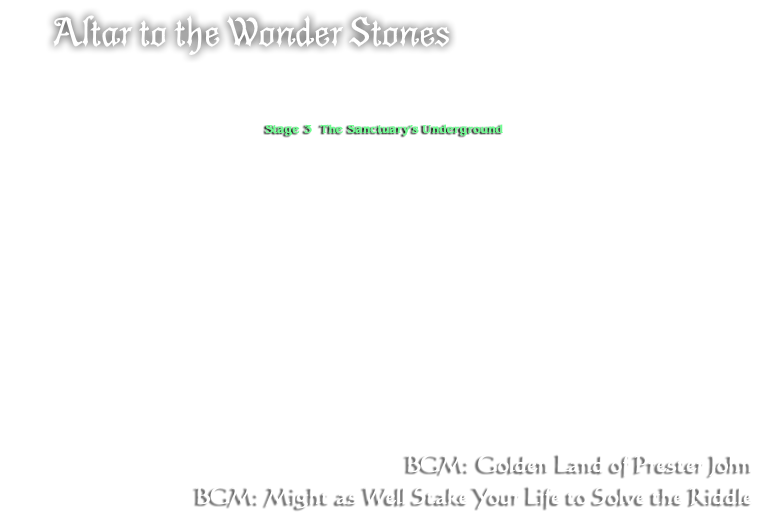 Altar to the Wonder Stones
Stage 3 The Sanctuary's Underground
BGM: Golden Land of Prester John
BGM: Might as Well Stake Your Life to Solve the Riddle